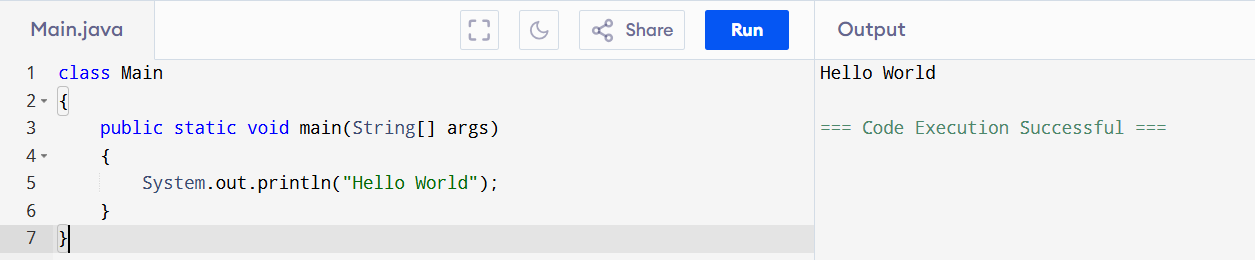 Main.java Share Run Output
1 class Main
2 {
3     public static void main(String[] args)
4     {
5         System.out.println("Hello World");
6     }
7 }
Hello World
=== Code Execution Successful ===